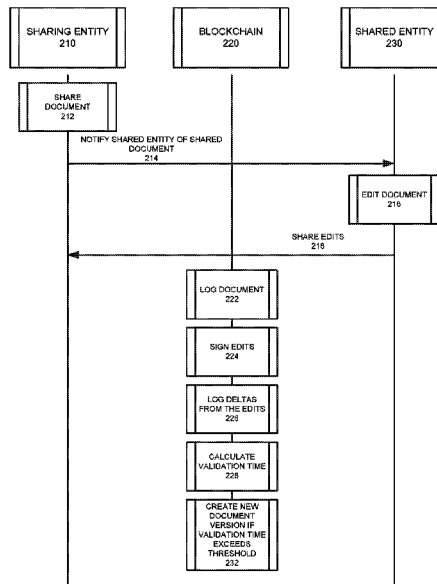 SHARING ENTITY
210
BLOCKCHAIN
220
SHARED ENTITY
230
SHARE
DOCUMENT
212
NOTIFY SHARED ENTITY OF SHARED
DOCUMENT
214
EDIT DOCUMENT
216
SHARE EDITS
218
LOG DOCUMENT
222
SIGN EDITS
224
LOG DELTAS
FROM THE EDITS
226
CALCULATE
VALIDATION TIME
228
CREATE NEW
DOCUMENT
VERSION IF
VALIDATION TIME
EXCEEDS
THRESHOLD
232